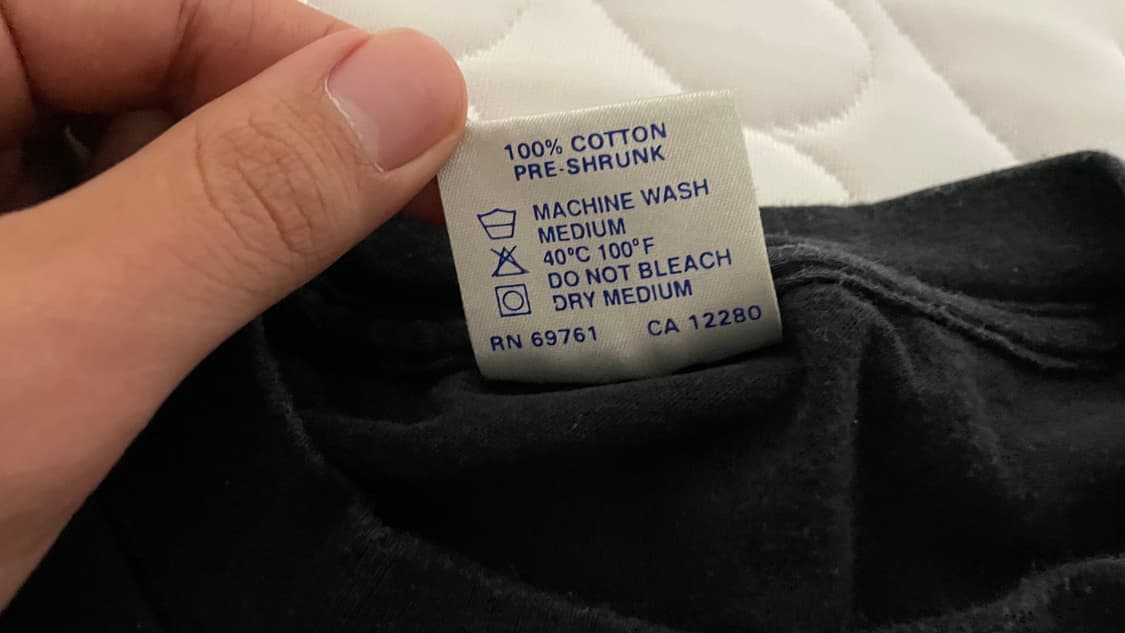 100% COTTON
PRE-SHRUNK
MACHINE WASH
MEDIUM
40°C 100°F
DO NOT BLEACH
DRY MEDIUM
RN 69761 CA 12280